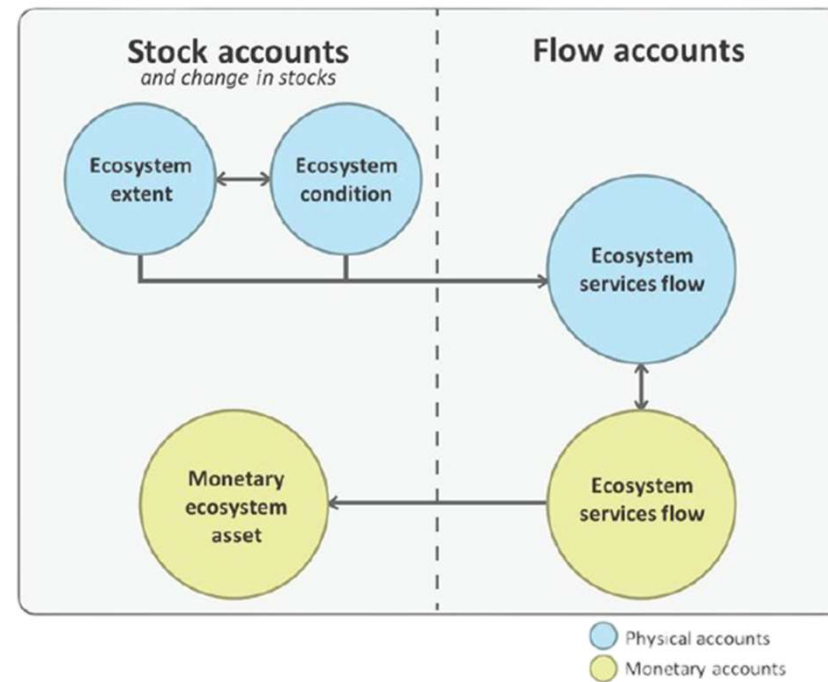 Stock accounts
and change in stocks
Flow accounts
Ecosystem
extent
Ecosystem
condition
Ecosystem
services flow
Monetary
ecosystem
asset
Ecosystem
services flow
Physical accounts
Monetary accounts